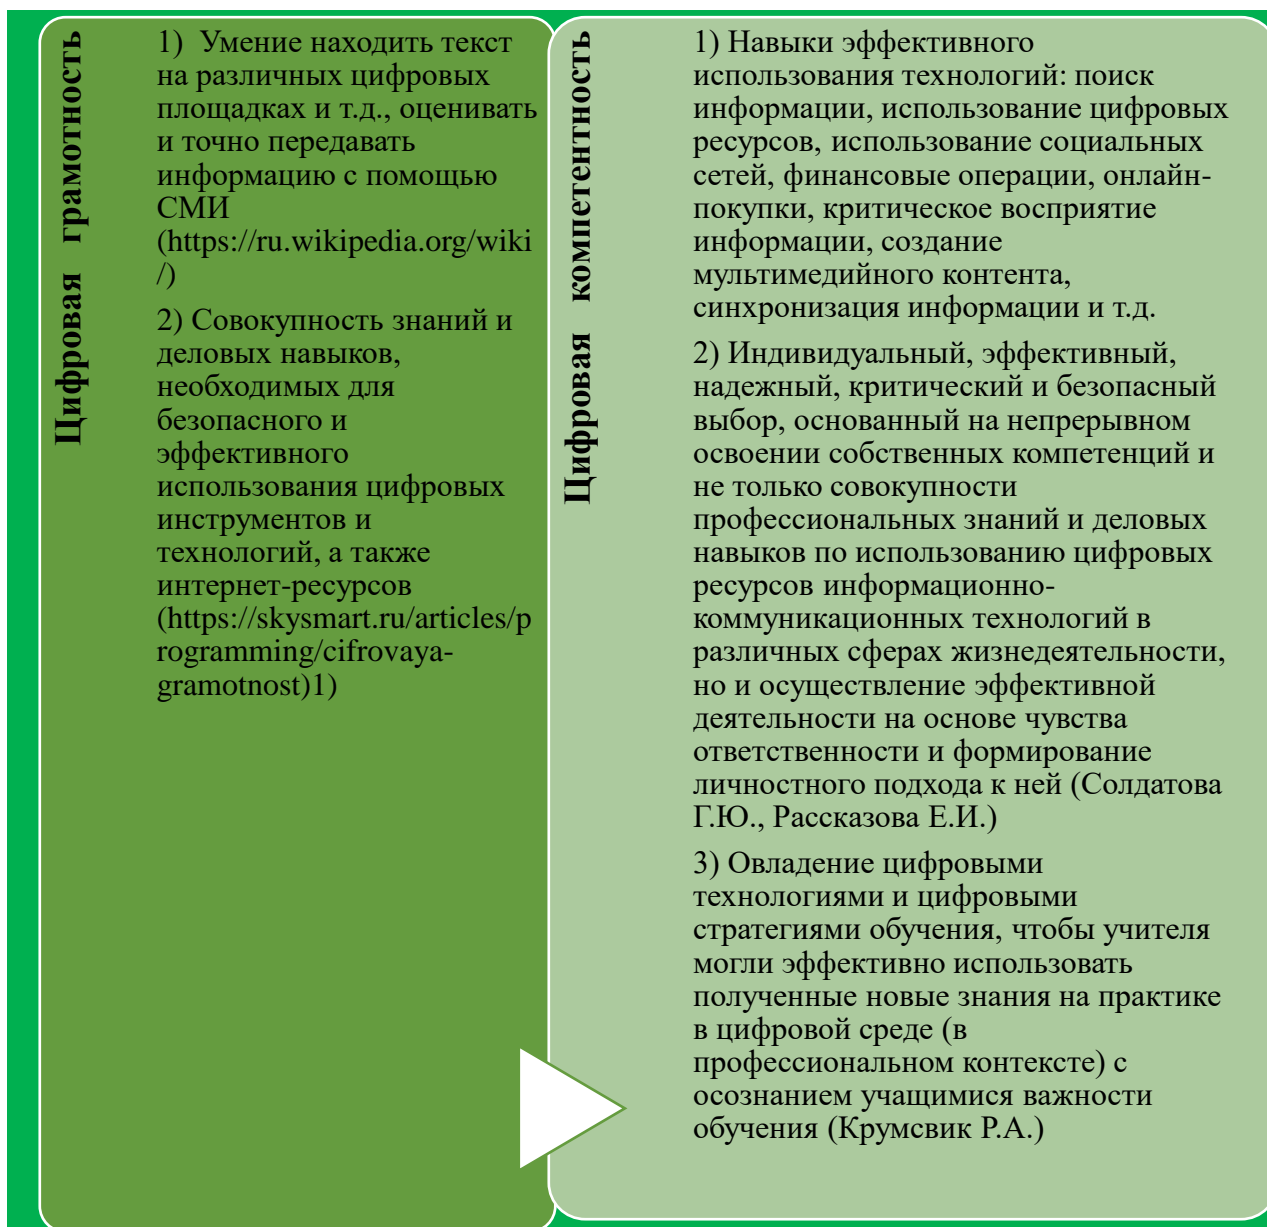 Цифровая грамотность
1) Умение находить текст
на различных цифровых
площадках и т.д., оценивать
и точно передавать
информацию с помощью
СМИ
(https://ru.wikipedia.org/wiki
/)
2) Совокупность знаний и
деловых навыков,
необходимых для
безопасного и
эффективного
использования цифровых
инструментов и
технологий, а также
интернет-ресурсов
(https://skysmart.ru/articles/p
rogramming/cifrovaya-
gramotnost)1)
Цифровая компетентность
1) Навыки эффективного
использования технологий: поиск
информации, использование цифровых
ресурсов, использование социальных
сетей, финансовые операции, онлайн-
покупки, критическое восприятие
информации, создание
мультимедийного контента,
синхронизация информации и т.д.
2) Индивидуальный, эффективный,
надежный, критический и безопасный
выбор, основанный на непрерывном
освоении собственных компетенций и
не только совокупности
профессиональных знаний и деловых
навыков по использованию цифровых
ресурсов информационно-
коммуникационных технологий в
различных сферах жизнедеятельности,
но и осуществление эффективной
деятельности на основе чувства
ответственности и формирование
личностного подхода к ней (Солдатова
Г.Ю., Рассказова Е.И.)
3) Овладение цифровыми
технологиями и цифровыми
стратегиями обучения, чтобы учителя
могли эффективно использовать
полученные новые знания на практике
в цифровой среде (в
профессиональном контексте) с
осознанием учащимися важности
обучения (Крумсвик Р.А.)